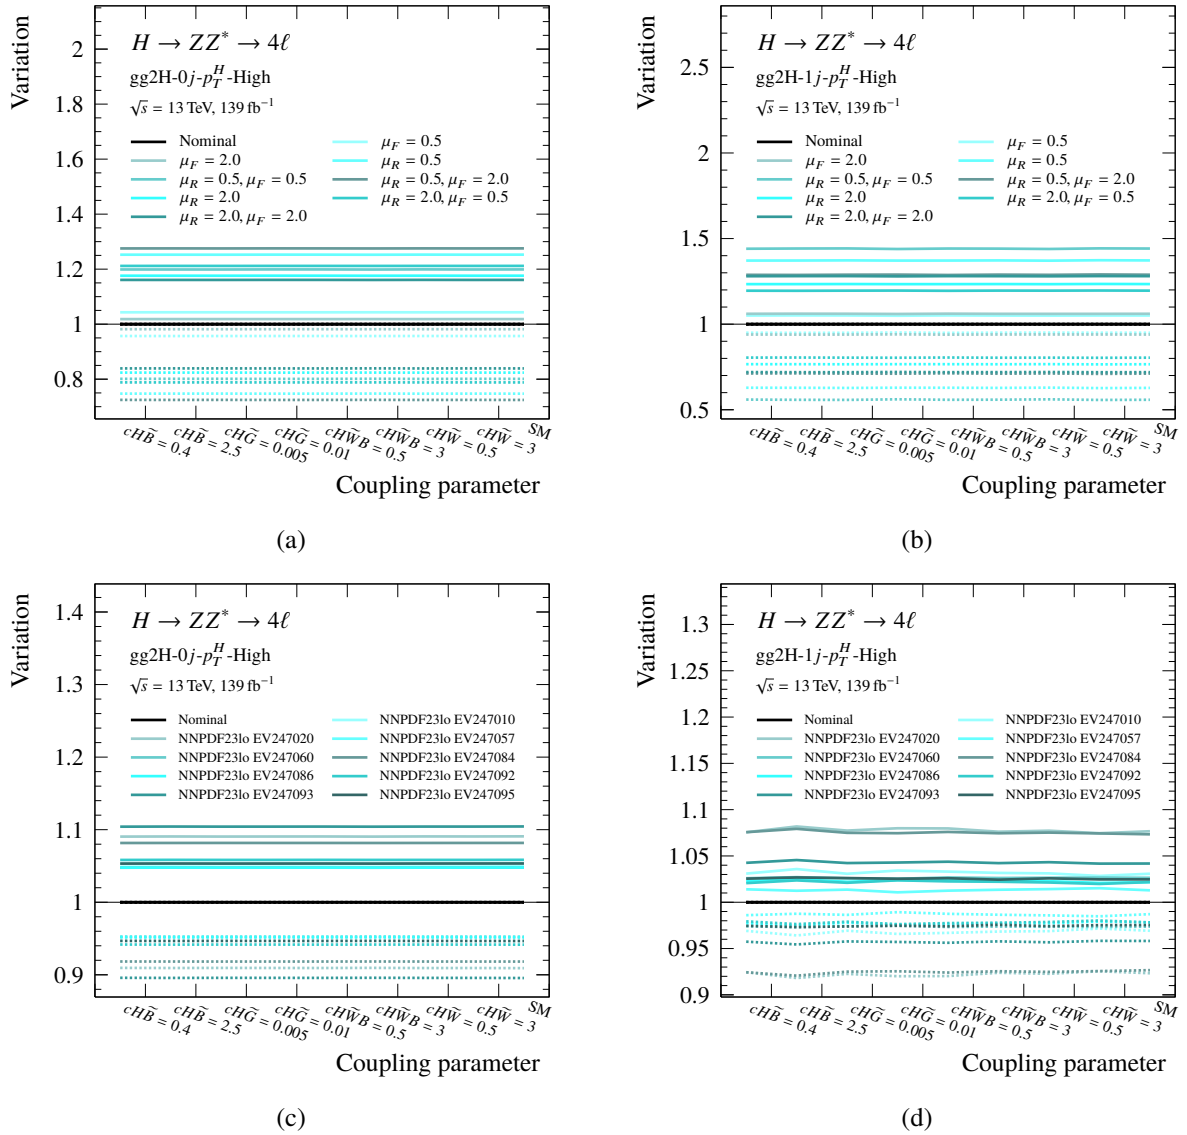 Variation
2
1.8
1.6
1.4
1.2
1
0.8
H → ZZ* → 4ℓ
gg2H-0j-p_T^H-High
√s = 13 TeV, 139 fb⁻¹
Nominal
μ_F = 0.5
μ_F = 2.0
μ_R = 0.5
μ_R = 0.5, μ_F = 0.5
μ_R = 0.5, μ_F = 2.0
μ_R = 2.0
μ_R = 2.0, μ_F = 0.5
μ_R = 2.0, μ_F = 2.0
cHB̃ = 0.4
cHB̃ = 2.5
cHG̃ = 0.005
cHG̃ = 0.01
cHW̃B = 0.5
cHW̃B = 3
cHW̃ = 0.5
cHW̃ = 3
SM
Coupling parameter
(a)
Variation
2.5
2
1.5
1
0.5
H → ZZ* → 4ℓ
gg2H-1j-p_T^H-High
√s = 13 TeV, 139 fb⁻¹
Nominal
μ_F = 0.5
μ_F = 2.0
μ_R = 0.5
μ_R = 0.5, μ_F = 0.5
μ_R = 0.5, μ_F = 2.0
μ_R = 2.0
μ_R = 2.0, μ_F = 0.5
μ_R = 2.0, μ_F = 2.0
cHB̃ = 0.4
cHB̃ = 2.5
cHG̃ = 0.005
cHG̃ = 0.01
cHW̃B = 0.5
cHW̃B = 3
cHW̃ = 0.5
cHW̃ = 3
SM
Coupling parameter
(b)
Variation
1.4
1.3
1.2
1.1
1
0.9
H → ZZ* → 4ℓ
gg2H-0j-p_T^H-High
√s = 13 TeV, 139 fb⁻¹
Nominal
NNPDF23lo EV247010
NNPDF23lo EV247020
NNPDF23lo EV247057
NNPDF23lo EV247060
NNPDF23lo EV247084
NNPDF23lo EV247086
NNPDF23lo EV247092
NNPDF23lo EV247093
NNPDF23lo EV247095
cHB̃ = 0.4
cHB̃ = 2.5
cHG̃ = 0.005
cHG̃ = 0.01
cHW̃B = 0.5
cHW̃B = 3
cHW̃ = 0.5
cHW̃ = 3
SM
Coupling parameter
(c)
Variation
1.3
1.25
1.2
1.15
1.1
1.05
1
0.95
0.9
H → ZZ* → 4ℓ
gg2H-1j-p_T^H-High
√s = 13 TeV, 139 fb⁻¹
Nominal
NNPDF23lo EV247010
NNPDF23lo EV247020
NNPDF23lo EV247057
NNPDF23lo EV247060
NNPDF23lo EV247084
NNPDF23lo EV247086
NNPDF23lo EV247092
NNPDF23lo EV247093
NNPDF23lo EV247095
cHB̃ = 0.4
cHB̃ = 2.5
cHG̃ = 0.005
cHG̃ = 0.01
cHW̃B = 0.5
cHW̃B = 3
cHW̃ = 0.5
cHW̃ = 3
SM
Coupling parameter
(d)